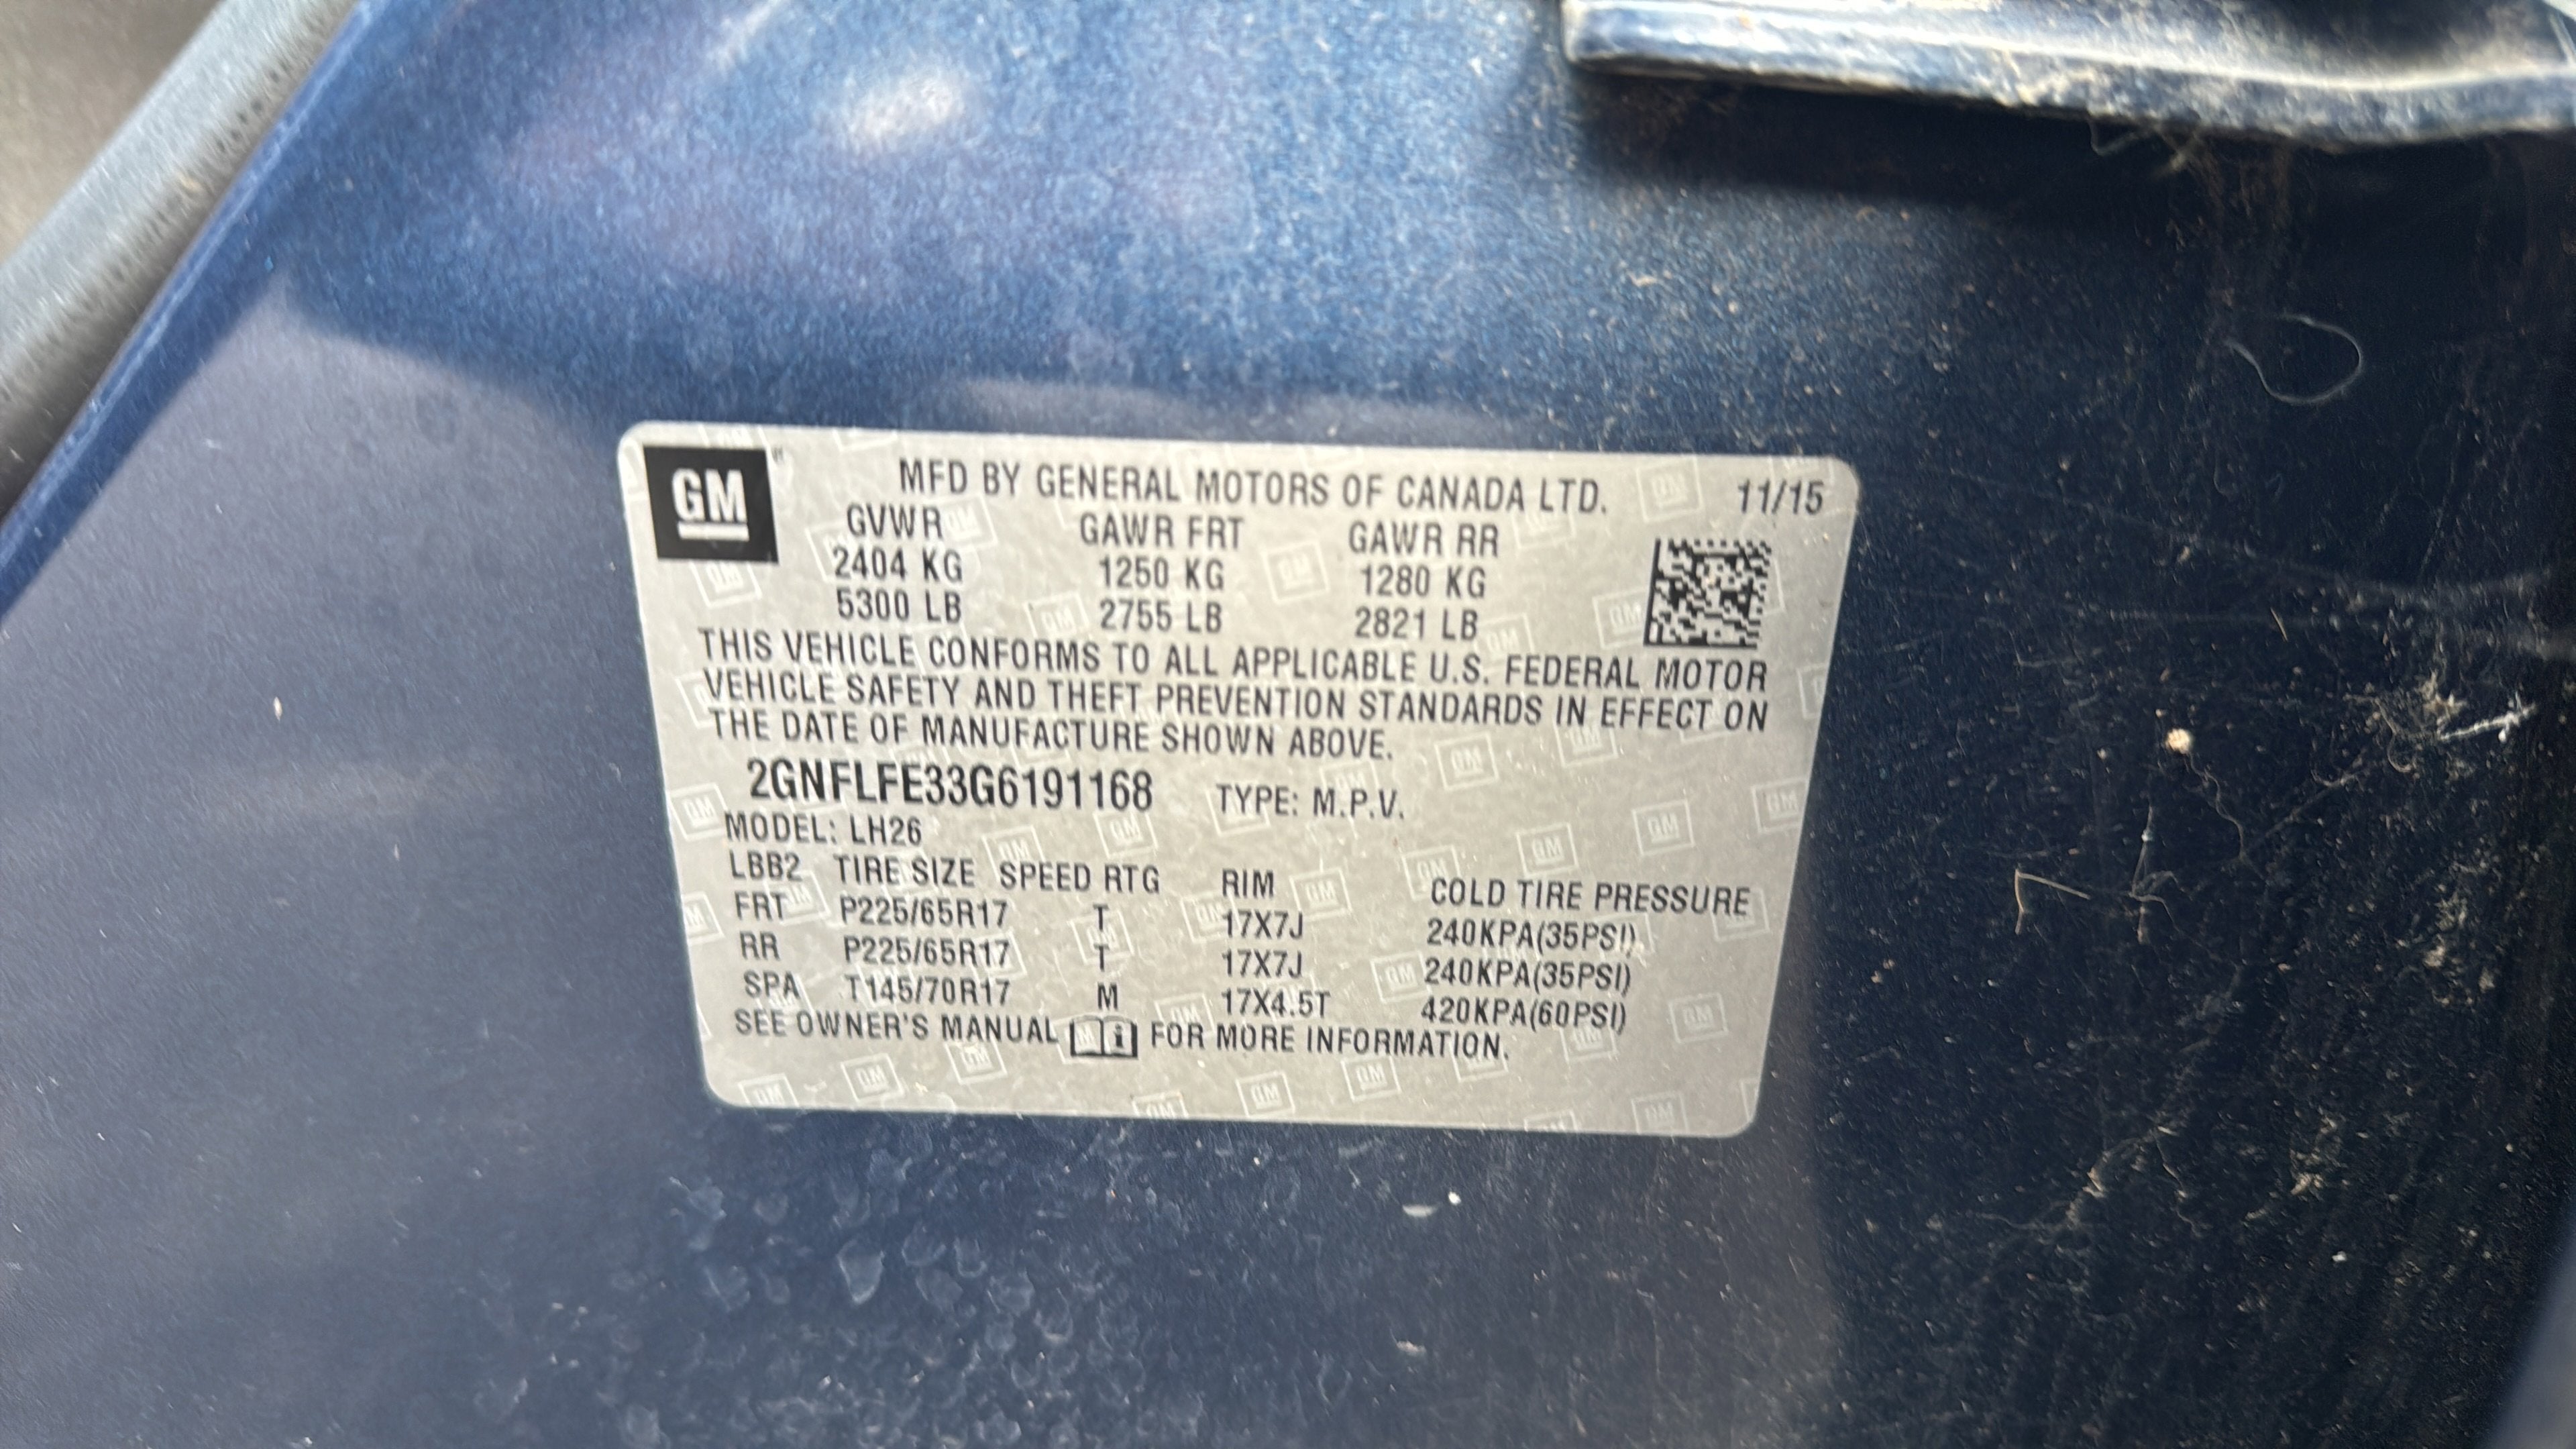 GM MFD BY GENERAL MOTORS OF CANADA LTD. 11/15
GVWR GAWR FRT GAWR RR
2404 KG 1250 KG 1280 KG
5300 LB 2755 LB 2821 LB
THIS VEHICLE CONFORMS TO ALL APPLICABLE U.S. FEDERAL MOTOR
VEHICLE SAFETY AND THEFT PREVENTION STANDARDS IN EFFECT ON
THE DATE OF MANUFACTURE SHOWN ABOVE.
2GNFLFE33G6191168 TYPE: M.P.V.
MODEL: LH26
LBB2 TIRE SIZE SPEED RTG RIM COLD TIRE PRESSURE
FRT P225/65R17 T 17X7J 240KPA(35PSI)
RR P225/65R17 T 17X7J 240KPA(35PSI)
SPA T145/70R17 M 17X4.5T 420KPA(60PSI)
SEE OWNER'S MANUAL i FOR MORE INFORMATION.